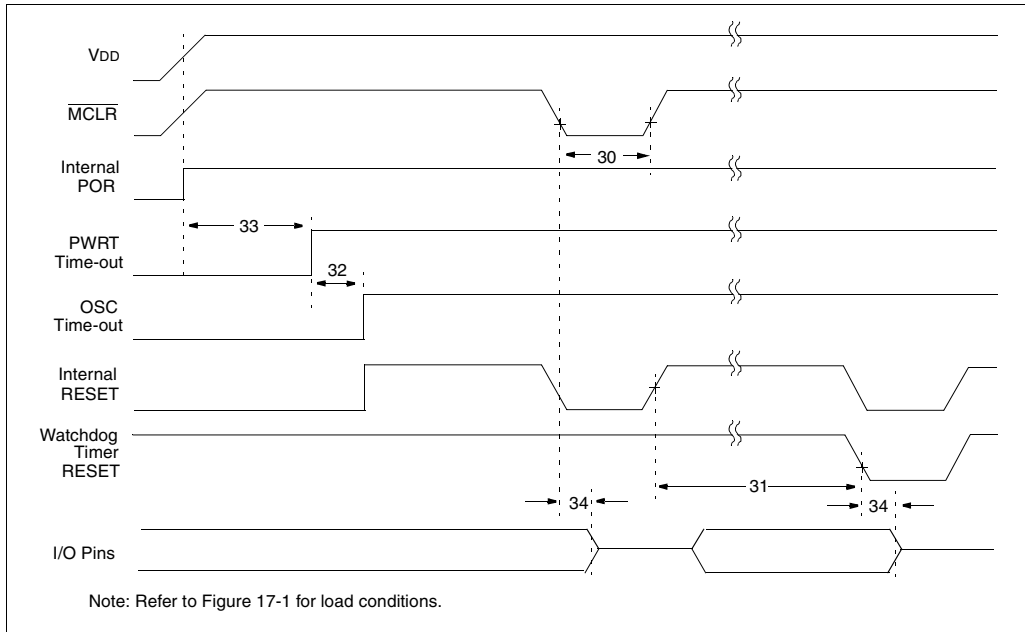 VDD
MCLR
30
Internal
POR
33
PWRT
Time-out
32
OSC
Time-out
Internal
RESET
Watchdog
Timer
RESET
31
34
34
I/O Pins
Note: Refer to Figure 17-1 for load conditions.